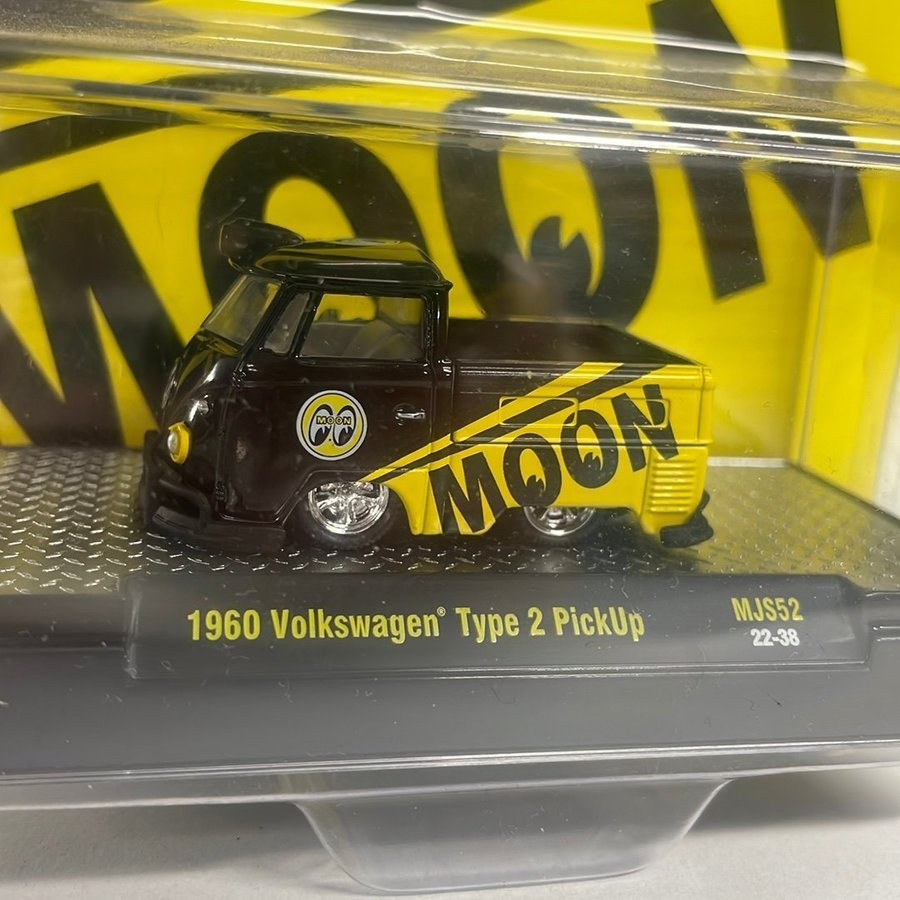 MOON
MOON
MOON
1960 Volkswagen® Type 2 PickUp
MJS52
22-38